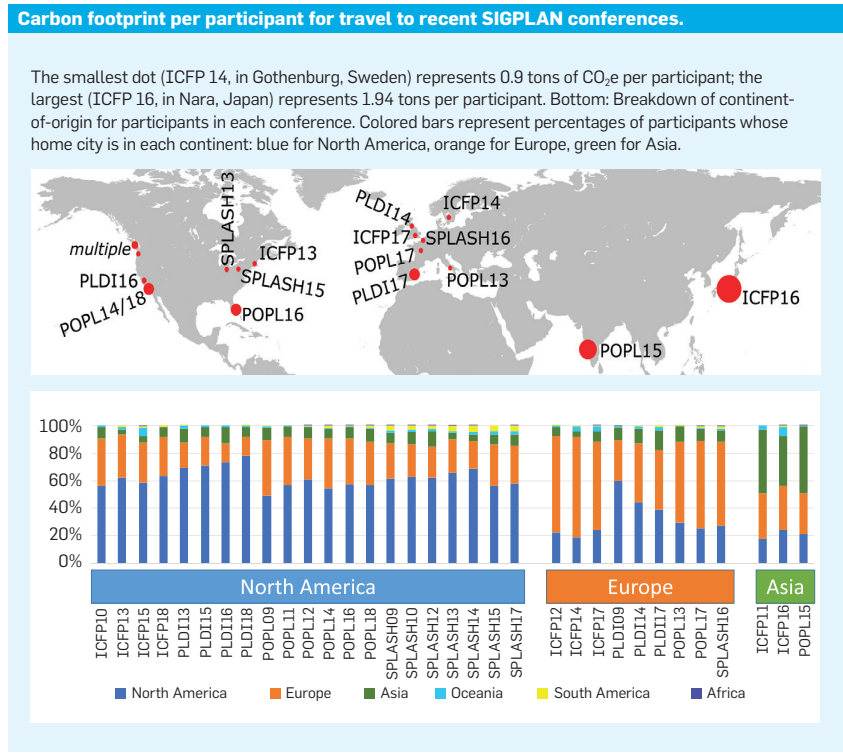 Carbon footprint per participant for travel to recent SIGPLAN conferences.
The smallest dot (ICFP 14, in Gothenburg, Sweden) represents 0.9 tons of CO₂e per participant; the
largest (ICFP 16, in Nara, Japan) represents 1.94 tons per participant. Bottom: Breakdown of continent-
of-origin for participants in each conference. Colored bars represent percentages of participants whose
home city is in each continent: blue for North America, orange for Europe, green for Asia.
multiple
PLDI16
POPL14/18
SPLASH13
ICFP13
SPLASH15
POPL16
PLDI14
ICFP14
ICFP17
SPLASH16
POPL17
PLDI17
POPL13
ICFP16
POPL15
100%
80%
60%
40%
20%
0%
North America
Europe
Asia
ICFP10
ICFP13
ICFP15
ICFP18
PLDI13
PLDI15
PLDI16
PLDI18
POPL09
POPL11
POPL12
POPL14
POPL16
POPL18
SPLASH09
SPLASH10
SPLASH12
SPLASH13
SPLASH14
SPLASH15
SPLASH17
ICFP12
ICFP14
ICFP17
PLDI09
PLDI14
PLDI17
POPL13
POPL17
SPLASH16
ICFP11
ICFP16
POPL15
North America
Europe
Asia
Oceania
South America
Africa